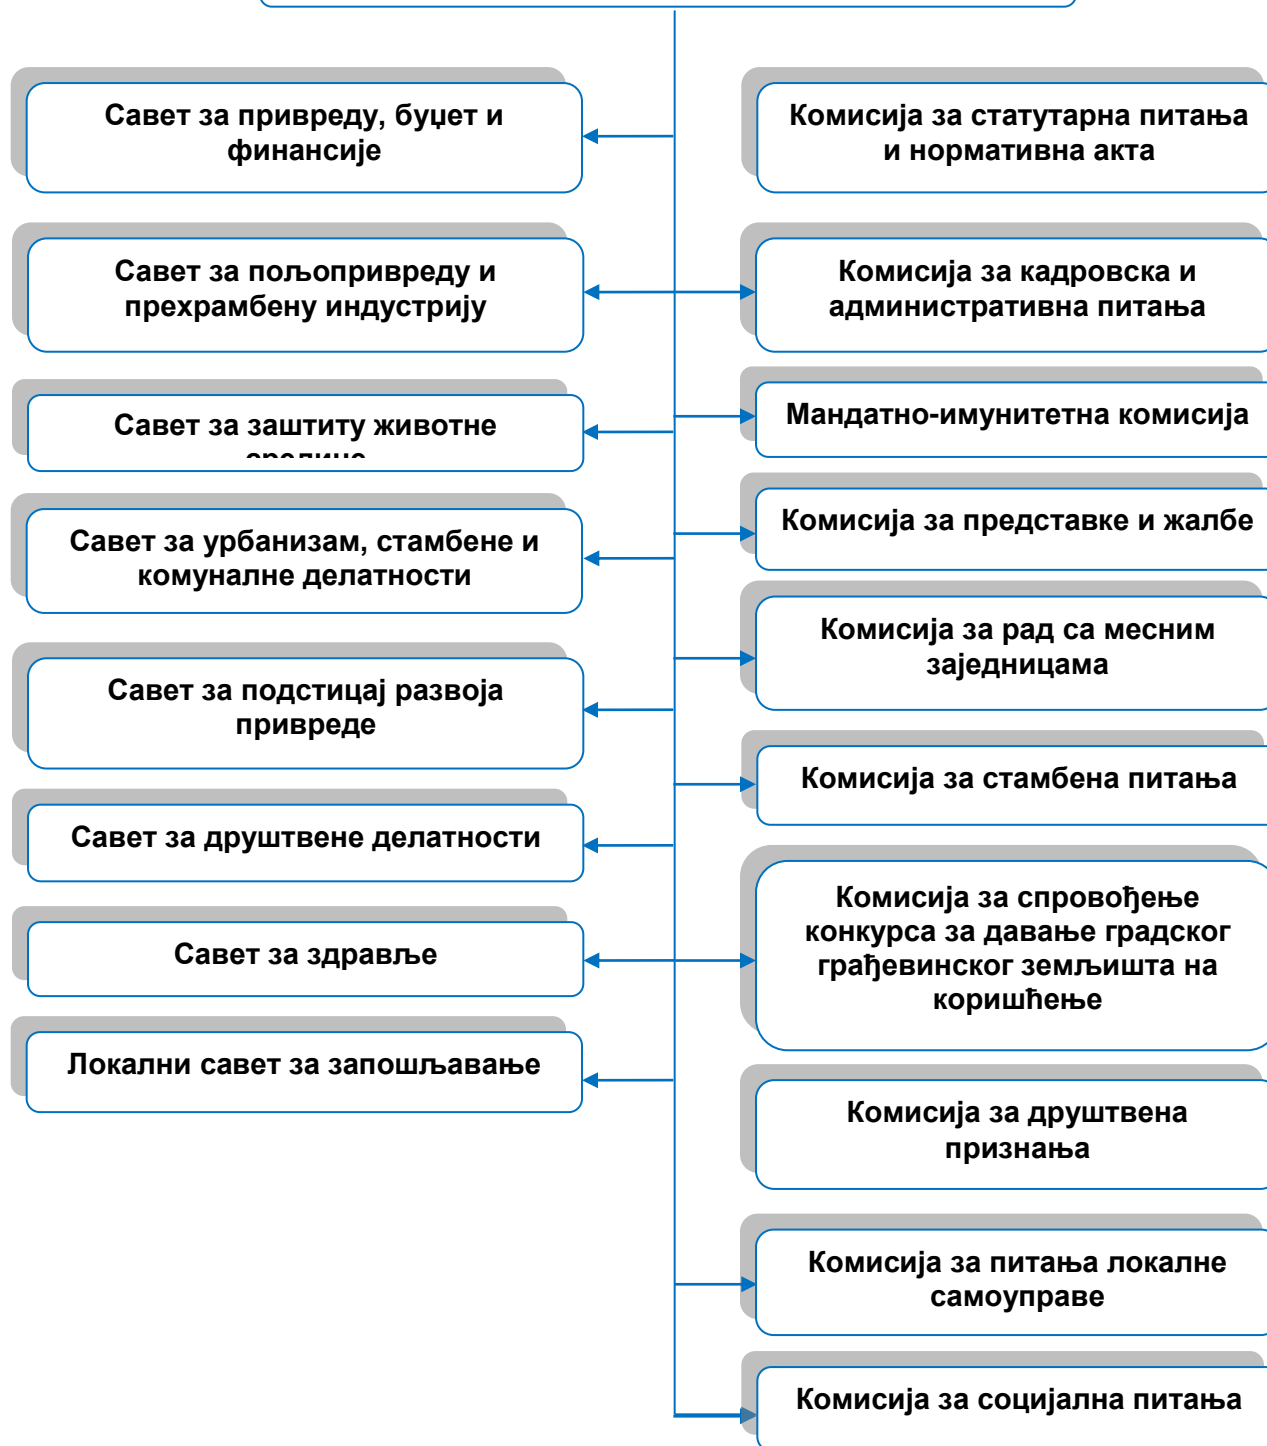 Савет за привреду, буџет и
финансије
Савет за пољопривреду и
прехрамбену индустрију
Савет за заштиту животне
Савет за урбанизам, стамбене и
комуналне делатности
Савет за подстицај развоја
привреде
Савет за друштвене делатности
Савет за здравље
Локални савет за запошљавање
Комисија за статутарна питања
и нормативна акта
Комисија за кадровска и
административна питања
Мандатно-имунитетна комисија
Комисија за представке и жалбе
Комисија за рад са месним
заједницама
Комисија за стамбена питања
Комисија за спровођење
конкурса за давање градског
грађевинског земљишта на
коришћење
Комисија за друштвена
признања
Комисија за питања локалне
самоуправе
Комисија за социјална питања